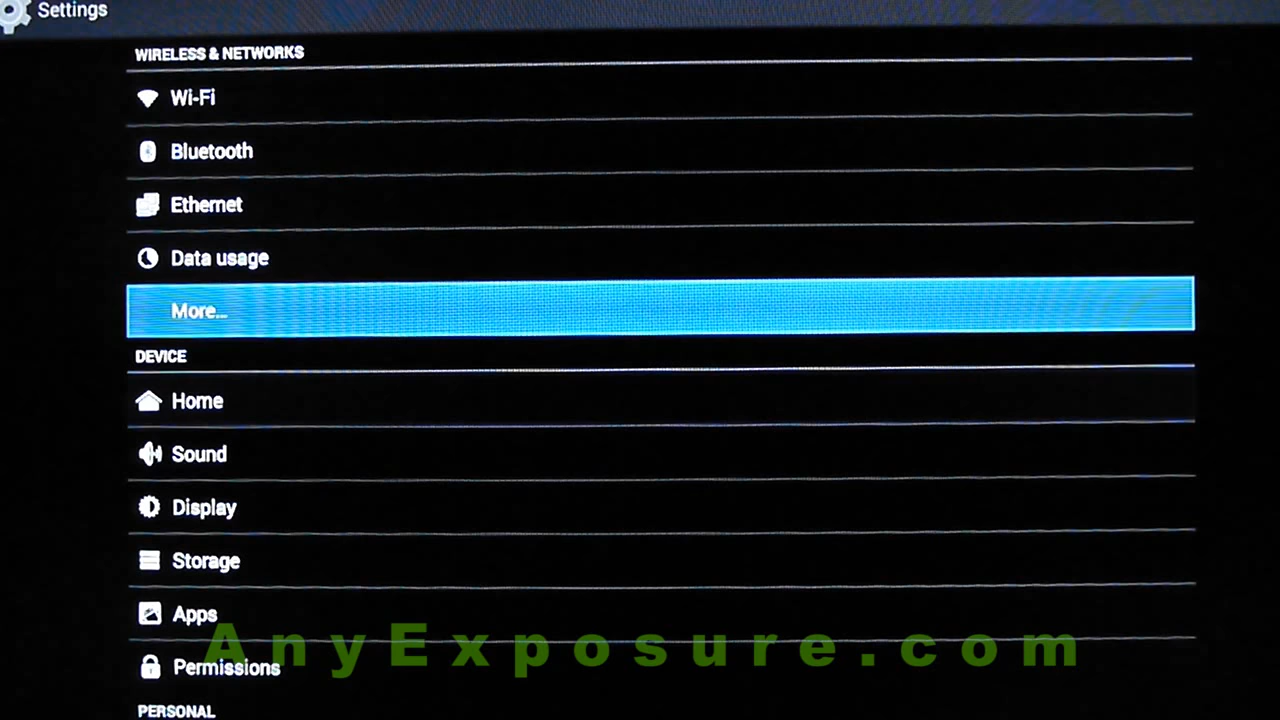 Settings
WIRELESS & NETWORKS
Wi-Fi
Bluetooth
Ethernet
Data usage
More...
DEVICE
Home
Sound
Display
Storage
Apps
AnyExposure.com
Permissions
PERSONAL